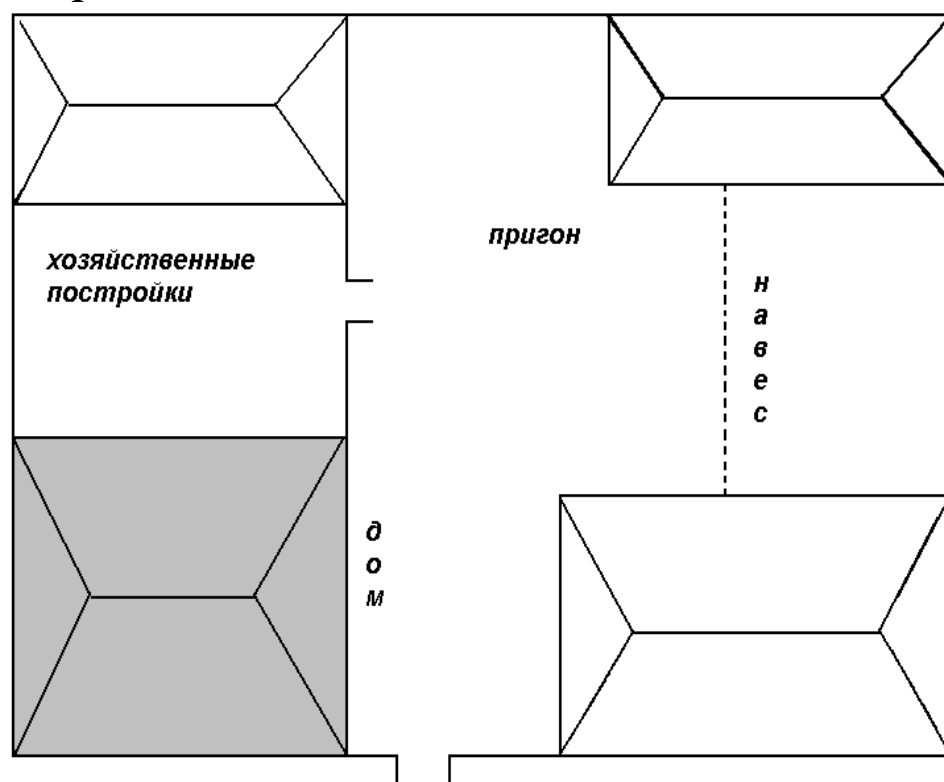 хозяйственные
постройки
пригон
навес
дом